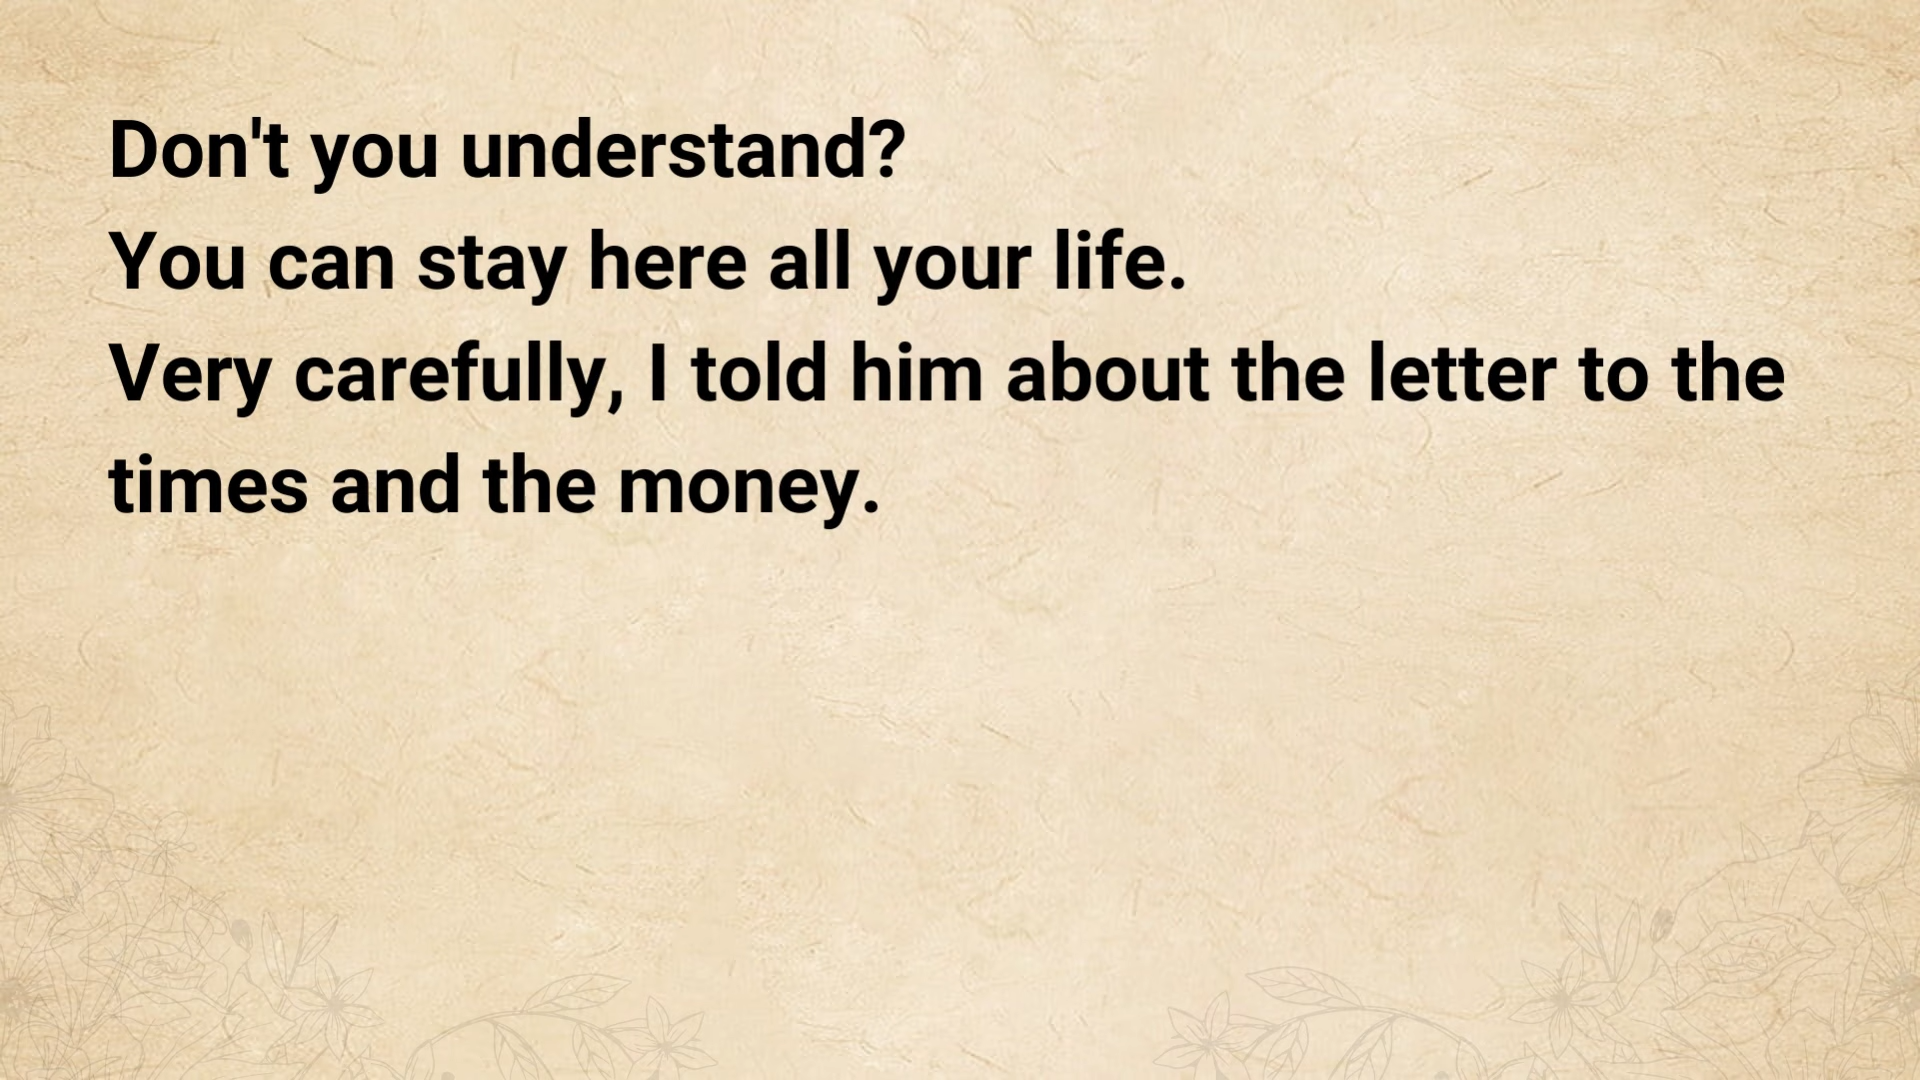 Don't you understand?
You can stay here all your life.
Very carefully, I told him about the letter to the
times and the money.